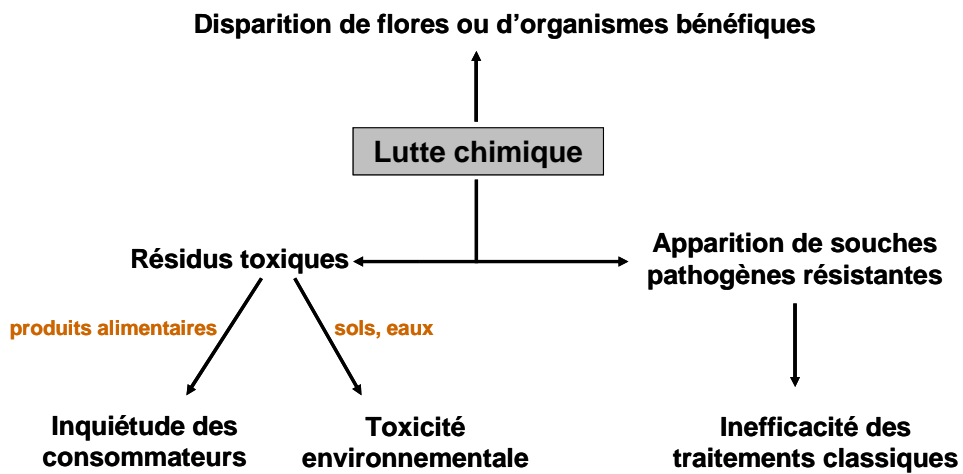 Disparition de flores ou d'organismes bénéfiques
Lutte chimique
Résidus toxiques
Apparition de souches
pathogènes résistantes
produits alimentaires
sols, eaux
Inquiétude des
consommateurs
Toxicité
environnementale
Inefficacité des
traitements classiques